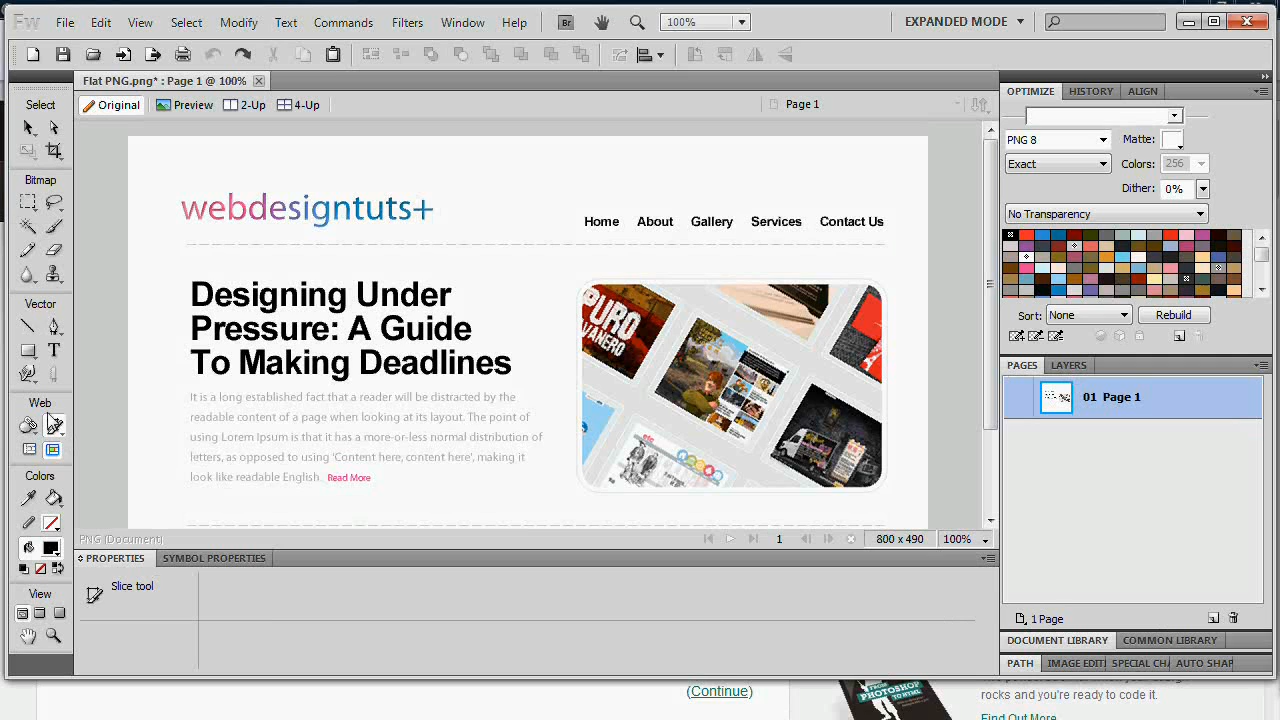 Fw File Edit View Select Modify Text Commands Filters Window Help Br 100% EXPANDED MODE
Flat PNG.png* : Page 1 @ 100%
Original Preview 2-Up 4-Up Page 1
Select
Bitmap
Vector
Web
Colors
View
webdesigntuts+
Home About Gallery Services Contact Us
Designing Under
Pressure: A Guide
To Making Deadlines
It is a long established fact that a reader will be distracted by the
readable content of a page when looking at its layout. The point of
using Lorem Ipsum is that it has a more-or-less normal distribution of
letters, as opposed to using 'Content here, content here', making it
look like readable English. Read More
PURO
PNG (Document)
1 800 x 490 100%
PROPERTIES SYMBOL PROPERTIES
Slice tool
OPTIMIZE HISTORY ALIGN
PNG 8 Matte:
Exact Colors: 256
Dither: 0%
No Transparency
Sort: None Rebuild
PAGES LAYERS
01 Page 1
1 Page
DOCUMENT LIBRARY COMMON LIBRARY
PATH IMAGE EDITI SPECIAL CHA AUTO SHAP
(Continue)
PHOTOSHOP
TO HTML
rocks and you're ready to code it.
Find Out More